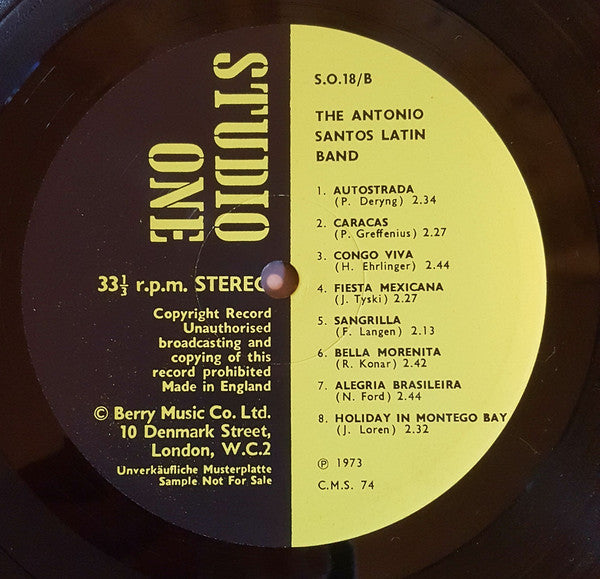 STUDIO
ONE
33⅓ r.p.m. STEREO
Copyright Record
Unauthorised
broadcasting and
copying of this
record prohibited
Made in England
© Berry Music Co. Ltd.
10 Denmark Street,
London, W.C.2
Unverkäufliche Musterplatte
Sample Not For Sale
S.O.18/B
THE ANTONIO
SANTOS LATIN
BAND
1. AUTOSTRADA
(P. Deryng) 2.34
2. CARACAS
(P. Greffenius) 2.27
3. CONGO VIVA
(H. Ehrlinger) 2.44
4. FIESTA MEXICANA
(J. Tyski) 2.27
5. SANGRILLA
(F. Langen) 2.13
6. BELLA MORENITA
(R. Konar) 2.42
7. ALEGRIA BRASILEIRA
(N. Ford) 2.44
8. HOLIDAY IN MONTEGO BAY
(J. Loren) 2.32
℗ 1973
C.M.S. 74